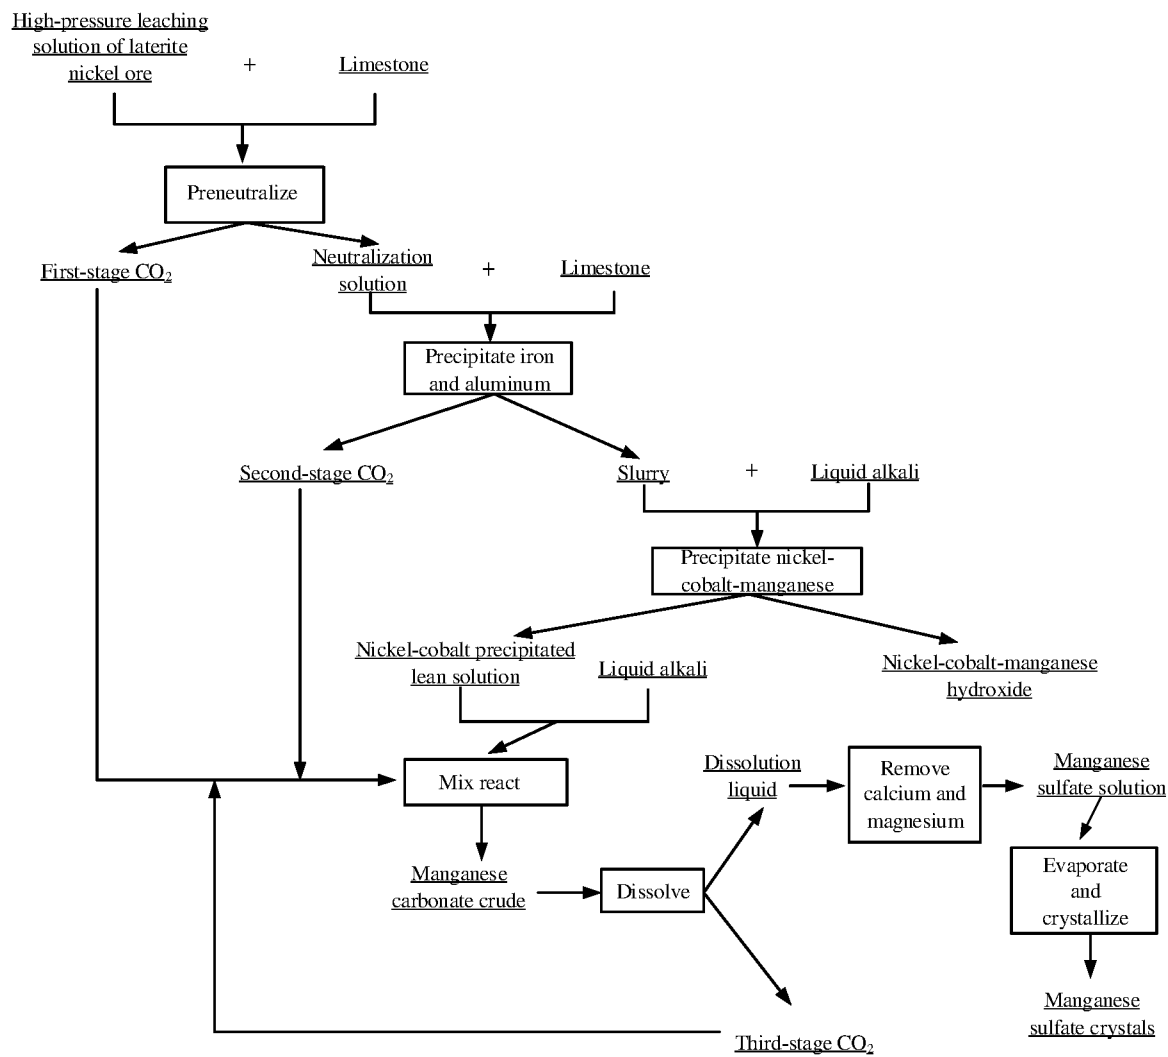 High-pressure leaching
solution of laterite
nickel ore
+
Limestone
Preneutralize
First-stage CO₂
Neutralization
solution
+
Limestone
Precipitate iron
and aluminum
Second-stage CO₂
Slurry
+
Liquid alkali
Precipitate nickel-
cobalt-manganese
Nickel-cobalt precipitated
lean solution
Liquid alkali
Nickel-cobalt-manganese
hydroxide
Mix react
Dissolution
liquid
Remove
calcium and
magnesium
Manganese
sulfate solution
Manganese
carbonate crude
Dissolve
Evaporate
and
crystallize
Third-stage CO₂
Manganese
sulfate crystals